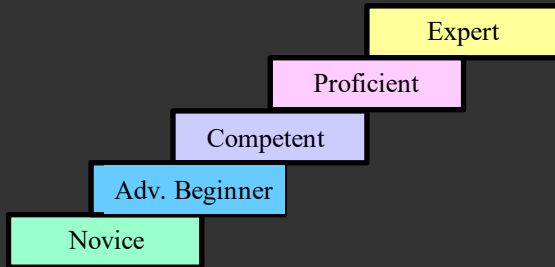 Expert
Proficient
Competent
Adv. Beginner
Novice